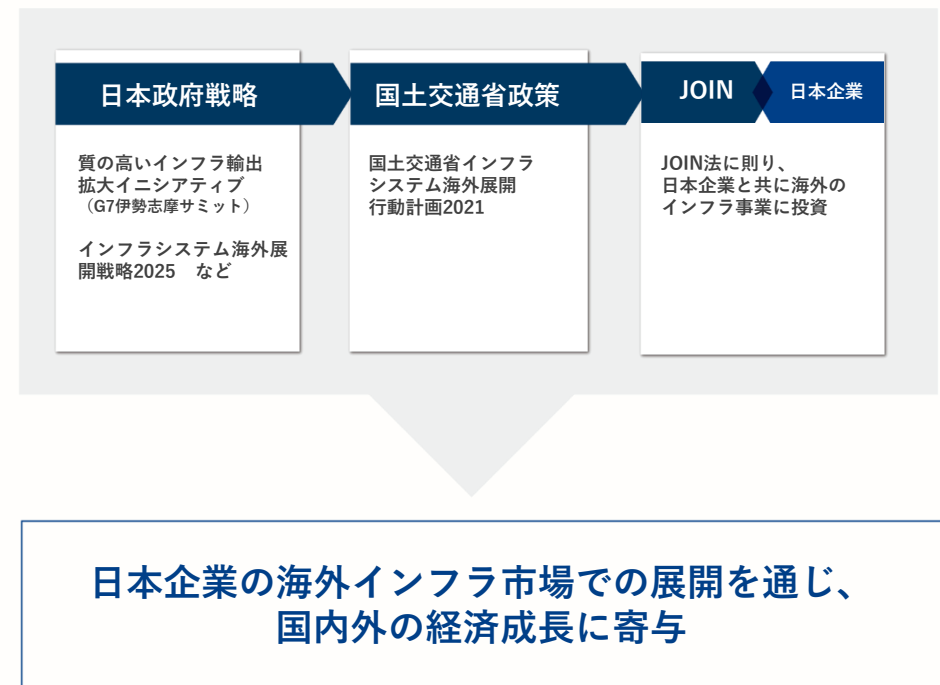 日本政府戦略
質の高いインフラ輸出
拡大イニシアティブ
（G7伊勢志摩サミット）
インフラシステム海外展
開戦略2025　など
国土交通省政策
国土交通省インフラ
システム海外展開
行動計画2021
JOIN
日本企業
JOIN法に則り、
日本企業と共に海外の
インフラ事業に投資
日本企業の海外インフラ市場での展開を通じ、
国内外の経済成長に寄与